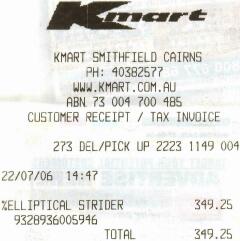 Kmart
KMART SMITHFIELD CAIRNS
PH: 40382577
WWW.KMART.COM.AU
ABN 73 004 700 485
CUSTOMER RECEIPT / TAX INVOICE
273 DEL/PICK UP 2223 1149 004
22/07/06 14:47
%ELLIPTICAL STRIDER 349.25
9328936005946
TOTAL 349.25